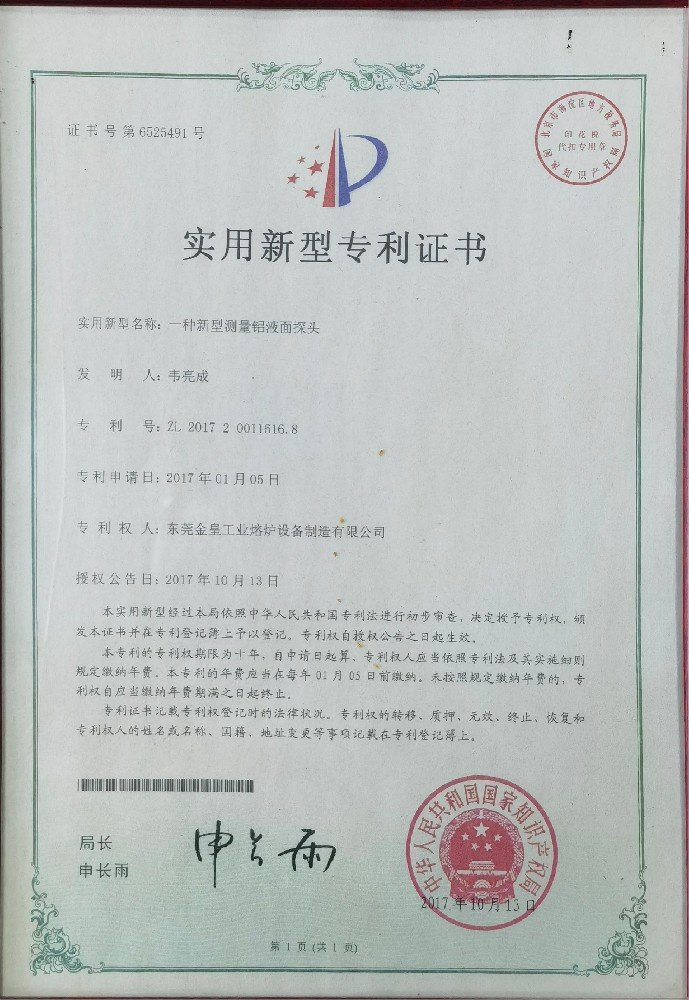 证书号第6525491号
印花税
代扣专用章
实用新型专利证书
实用新型名称：一种新型测量铝液面探头
发明人：韦亮成
专利号：ZL 2017 2 0011616.8
专利申请日：2017年01月05日
专利权人：东莞金皇工业熔炉设备制造有限公司
授权公告日：2017年10月13日
本实用新型经过本局依照中华人民共和国专利法进行初步审查，决定授予专利权，颁
发本证书并在专利登记簿上予以登记。专利权自授权公告之日起生效。
本专利的专利权期限为十年，自申请日起算。专利权人应当依照专利法及其实施细则
规定缴纳年费。本专利的年费应当在每年01月05日前缴纳。未按照规定缴纳年费的，专
利权自应当缴纳年费期满之日起终止。
专利证书记载专利权登记时的法律状况。专利权的转移、质押、无效、终止、恢复和
专利权人的姓名或名称、国籍、地址变更等事项记载在专利登记簿上。
局长
申长雨
申长雨
中华人民共和国国家知识产权局
2017年10月13日
第1页(共1页)